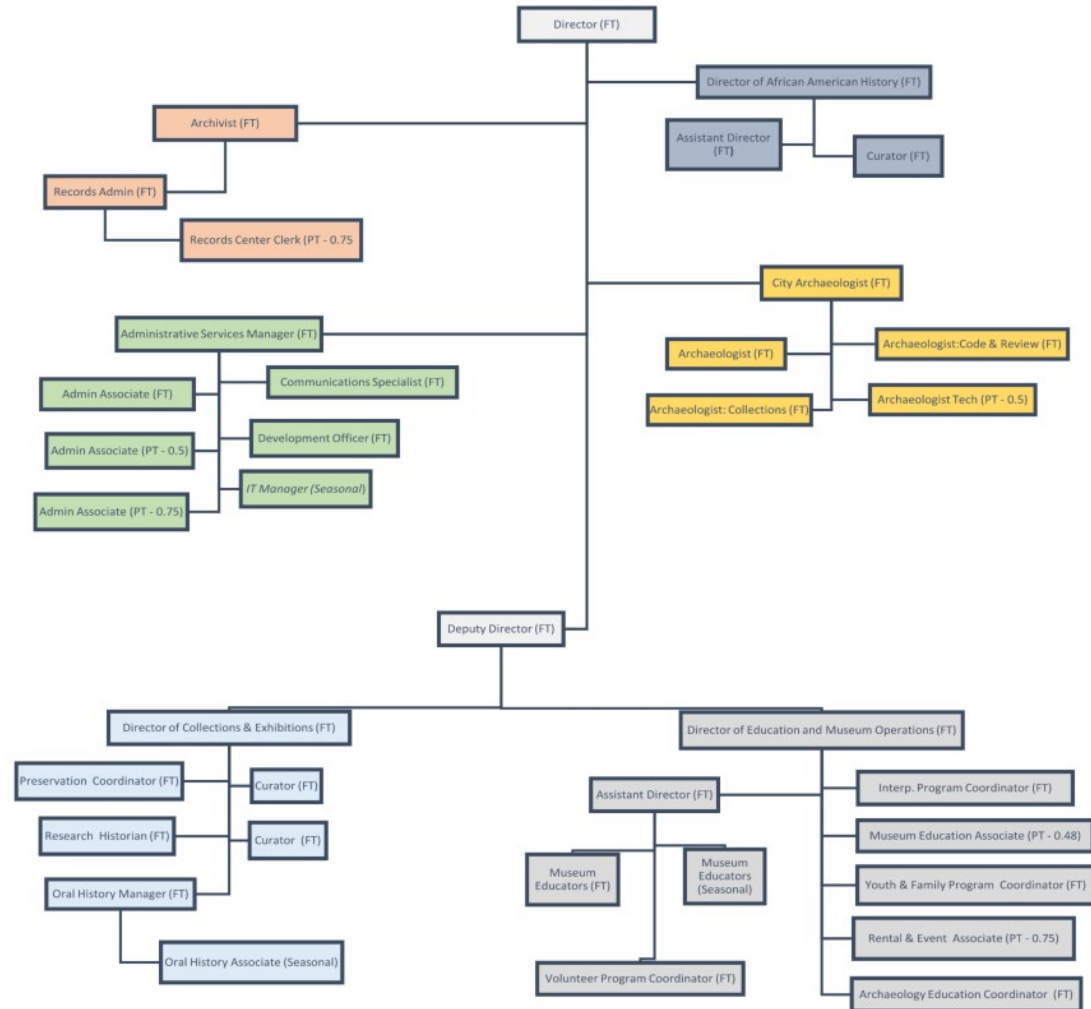 Director (FT)
Director of African American History (FT)
Archivist (FT)
Assistant Director
(FT)
Curator (FT)
Records Admin (FT)
Records Center Clerk (PT - 0.75
City Archaeologist (FT)
Administrative Services Manager (FT)
Archaeologist:Code & Review (FT)
Archaeologist (FT)
Communications Specialist (FT)
Admin Associate (FT)
Archaeologist Tech (PT - 0.5)
Archaeologist: Collections (FT)
Development Officer (FT)
Admin Associate (PT - 0.5)
IT Manager (Seasonal)
Admin Associate (PT - 0.75)
Deputy Director (FT)
Director of Collections & Exhibitions (FT)
Director of Education and Museum Operations (FT)
Preservation Coordinator (FT)
Curator (FT)
Assistant Director (FT)
Interp. Program Coordinator (FT)
Research Historian (FT)
Curator (FT)
Museum Education Associate (PT - 0.48)
Museum
Educators (FT)
Museum
Educators
(Seasonal)
Youth & Family Program Coordinator (FT)
Oral History Manager (FT)
Rental & Event Associate (PT - 0.75)
Oral History Associate (Seasonal)
Volunteer Program Coordinator (FT)
Archaeology Education Coordinator (FT)